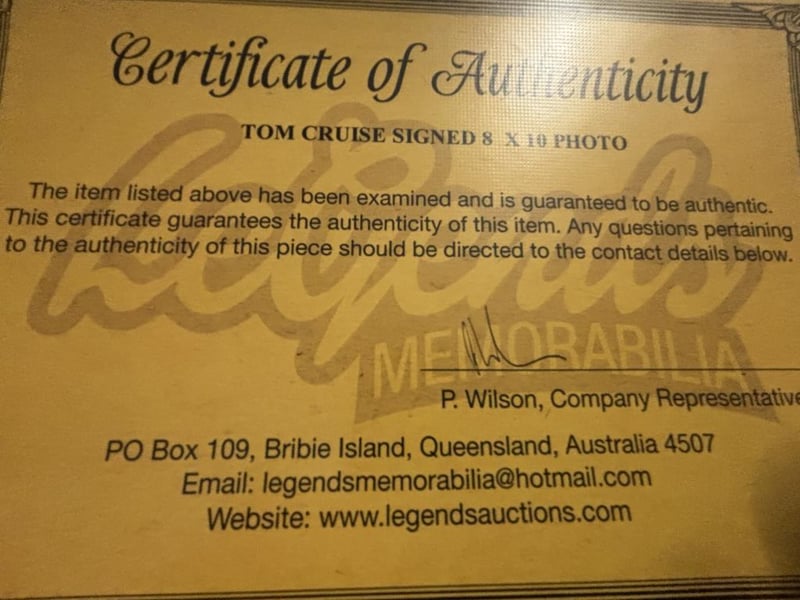 Certificate of Authenticity
TOM CRUISE SIGNED 8 X 10 PHOTO
The item listed above has been examined and is guaranteed to be authentic.
This certificate guarantees the authenticity of this item. Any questions pertaining
to the authenticity of this piece should be directed to the contact details below.
Legends
MEMORABILIA
P. Wilson, Company Representative
PO Box 109, Bribie Island, Queensland, Australia 4507
Email: legendsmemorabilia@hotmail.com
Website: www.legendsauctions.com